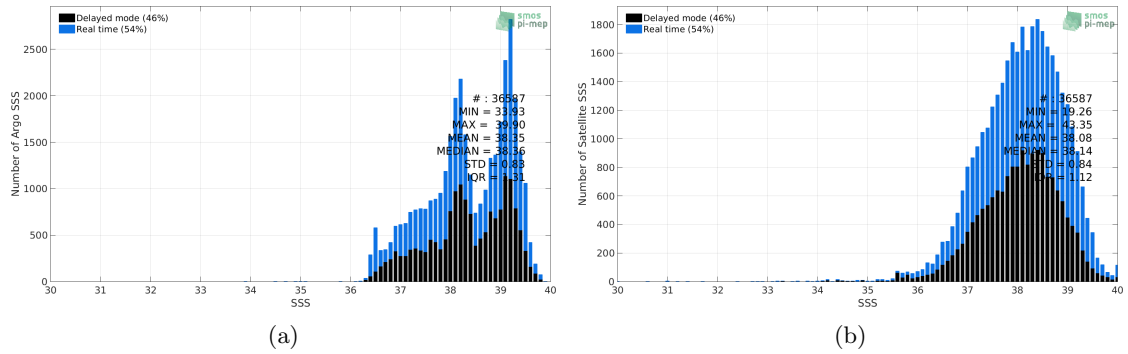 Delayed mode (46%)
Real time (54%)
smos
pi-mep
2500
2000
1500
1000
500
0
Number of Argo SSS
# : 36587
MIN = 33.93
MAX = 39.90
MEAN = 38.35
MEDIAN = 38.36
STD = 0.83
IQR = 1.31
30 31 32 33 34 35 36 37 38 39 40
SSS
(a)
Delayed mode (46%)
Real time (54%)
smos
pi-mep
1800
1600
1400
1200
1000
800
600
400
200
0
Number of Satellite SSS
# : 36587
MIN = 19.26
MAX = 43.35
MEAN = 38.08
MEDIAN = 38.14
STD = 0.84
IQR = 1.12
30 31 32 33 34 35 36 37 38 39 40
SSS
(b)